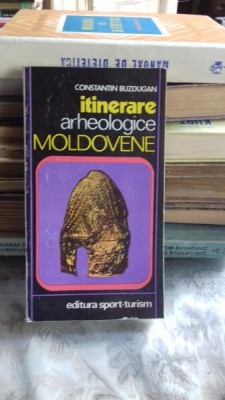 MANUAL DE DIETETICA
CONSTANTIN BUZDUGAN
itinerare
arheologice
MOLDOVENE
editura sport-turism